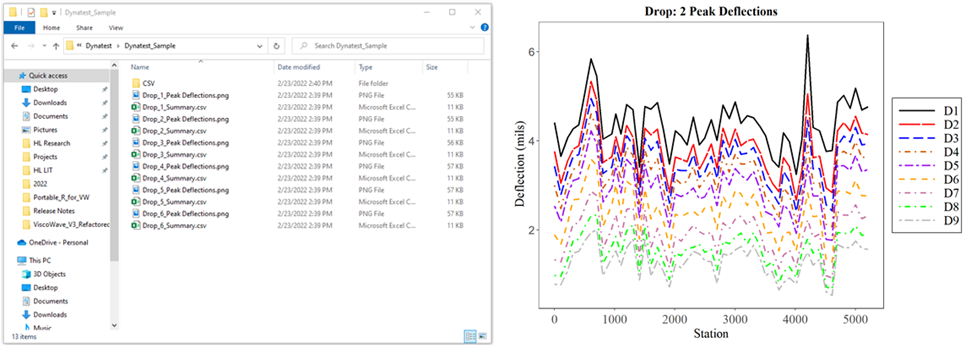 Dynatest_Sample
File Home Share View
Dynatest Dynatest_Sample Search Dynatest_Sample
Name Date modified Type Size
Quick access
Desktop
Downloads
Documents
Pictures
HL Research
Projects
HL LIT
2022
Portable_R_for_VW
Release Notes
ViscoWave_V3_Refactorec
OneDrive - Personal
This PC
3D Objects
Desktop
Documents
Downloads
Music
CSV 2/23/2022 2:40 PM File folder
Drop_1_Peak Deflections.png 2/23/2022 2:39 PM PNG File 55 KB
Drop_1_Summary.csv 2/23/2022 2:39 PM Microsoft Excel C... 11 KB
Drop_2_Peak Deflections.png 2/23/2022 2:39 PM PNG File 55 KB
Drop_2_Summary.csv 2/23/2022 2:39 PM Microsoft Excel C... 11 KB
Drop_3_Peak Deflections.png 2/23/2022 2:39 PM PNG File 56 KB
Drop_3_Summary.csv 2/23/2022 2:39 PM Microsoft Excel C... 11 KB
Drop_4_Peak Deflections.png 2/23/2022 2:39 PM PNG File 57 KB
Drop_4_Summary.csv 2/23/2022 2:39 PM Microsoft Excel C... 11 KB
Drop_5_Peak Deflections.png 2/23/2022 2:39 PM PNG File 57 KB
Drop_5_Summary.csv 2/23/2022 2:39 PM Microsoft Excel C... 11 KB
Drop_6_Peak Deflections.png 2/23/2022 2:39 PM PNG File 57 KB
Drop_6_Summary.csv 2/23/2022 2:39 PM Microsoft Excel C... 11 KB
13 items
Drop: 2 Peak Deflections
Deflection (mils)
6
4
2
0 1000 2000 3000 4000 5000
Station
D1
D2
D3
D4
D5
D6
D7
D8
D9